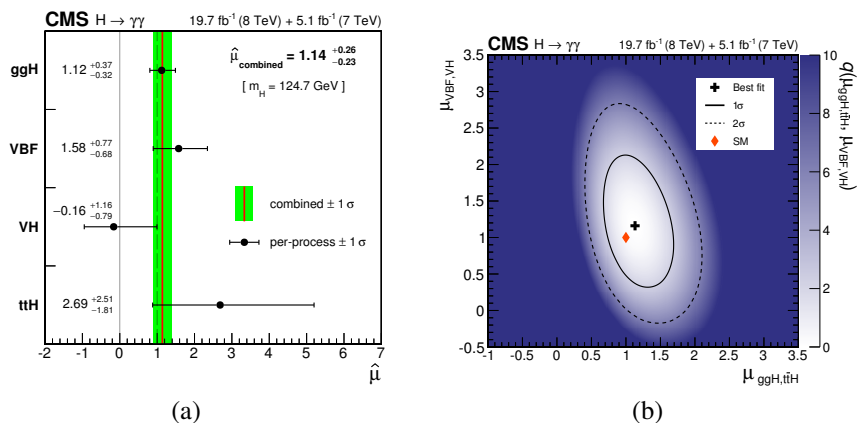 CMS H → γγ 19.7 fb⁻¹ (8 TeV) + 5.1 fb⁻¹ (7 TeV)
ggH 1.12 +0.37 −0.32
μ̂combined = 1.14 +0.26 −0.23
[ mH = 124.7 GeV ]
VBF 1.58 +0.77 −0.68
VH −0.16 +1.16 −0.79
combined ± 1 σ
per-process ± 1 σ
ttH 2.69 +2.51 −1.81
-2 -1 0 1 2 3 4 5 6 7
μ̂
(a)
CMS H → γγ 19.7 fb⁻¹ (8 TeV) + 5.1 fb⁻¹ (7 TeV)
μVBF,VH
3.5
3
2.5
2
1.5
1
0.5
0
-0.5
Best fit
1σ
2σ
SM
-1 -0.5 0 0.5 1 1.5 2 2.5 3 3.5
μggH,tt̄H
10
8
6
4
2
0
q(μggH,tt̄H, μVBF,VH)
(b)